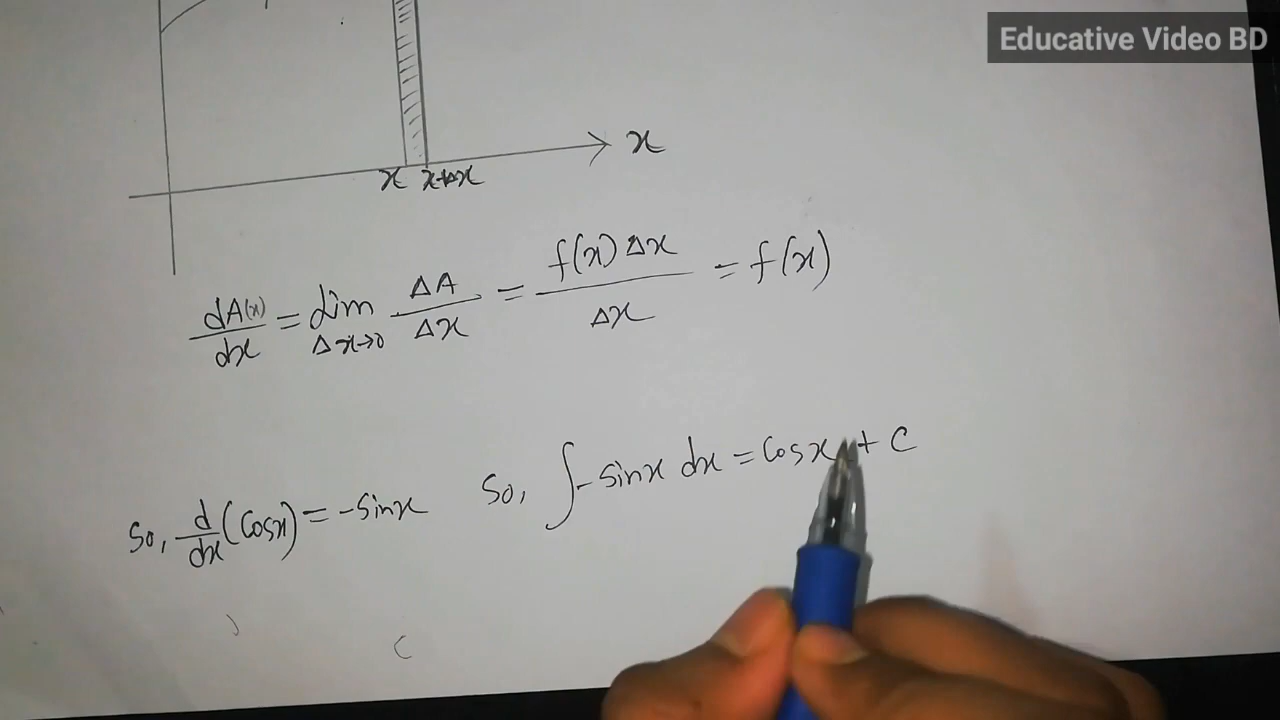 Educative Video BD
x
x x+Δx
dA(x)/dx = Lim Δx→0 ΔA/Δx = f(x)Δx/Δx = f(x)
So, d/dx(Cosx) = -Sinx So, ∫-sinx dx = Cosx + C